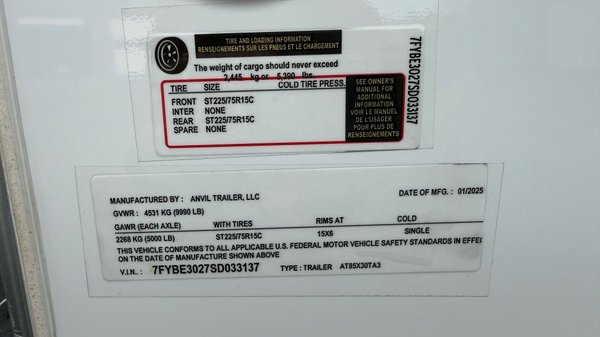 TIRE AND LOADING INFORMATION
RENSEIGNEMENTS SUR LES PNEUS ET LE CHARGEMENT
The weight of cargo should never exceed
2,445 kg or 5,390 lbs.
TIRE SIZE COLD TIRE PRESS.
FRONT ST225/75R15C
INTER NONE
REAR ST225/75R15C
SPARE NONE
SEE OWNER'S
MANUAL FOR
ADDITIONAL
INFORMATION
VOIR LE MANUEL
DE L'USAGER
POUR PLUS DE
RENSEIGNEMENTS
7FYBE3027SD033137
MANUFACTURED BY : ANVIL TRAILER, LLC DATE OF MFG. : 01/2025
GVWR : 4531 KG (9990 LB)
GAWR (EACH AXLE) WITH TIRES RIMS AT COLD
2268 KG (5000 LB) ST225/75R15C 15X6 SINGLE
THIS VEHICLE CONFORMS TO ALL APPLICABLE U.S. FEDERAL MOTOR VEHICLE SAFETY STANDARDS IN EFFEC
ON THE DATE OF MANUFACTURE SHOWN ABOVE
V.I.N.: 7FYBE3027SD033137 TYPE : TRAILER AT85X30TA3